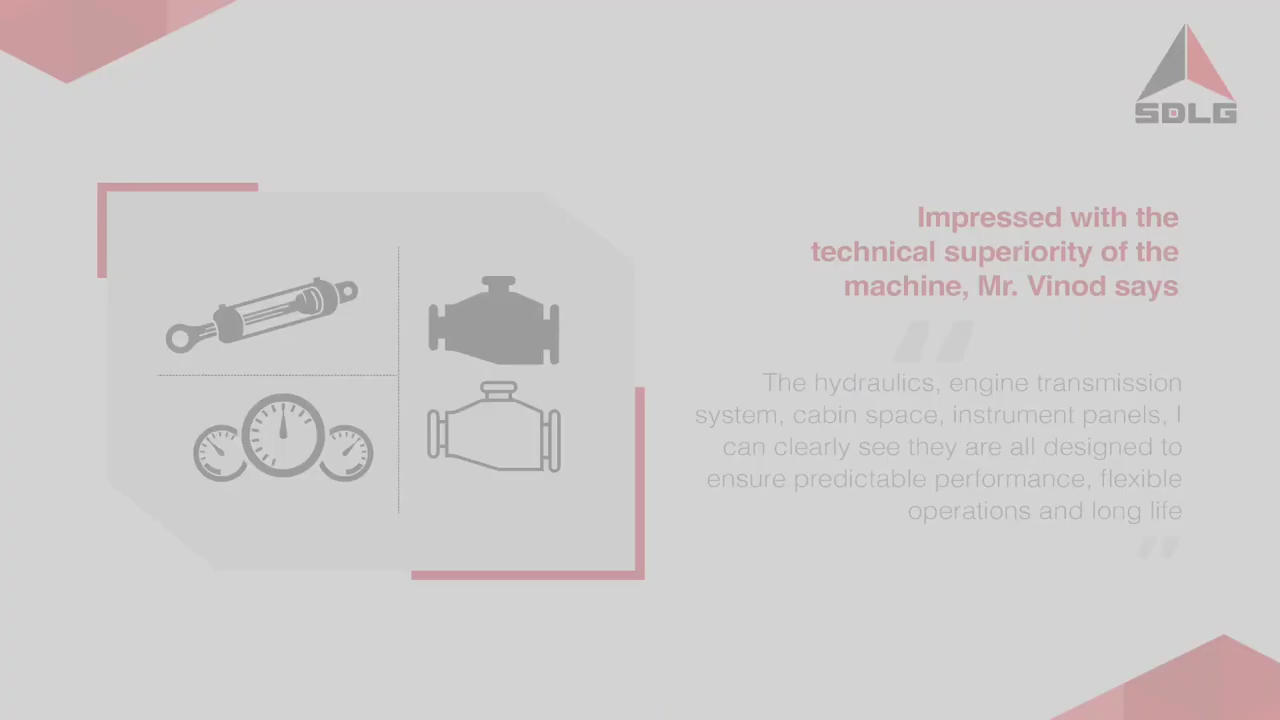 SDLG
Impressed with the
technical superiority of the
machine, Mr. Vinod says
"
The hydraulics, engine transmission
system, cabin space, instrument panels, I
can clearly see they are all designed to
ensure predictable performance, flexible
operations and long life
"